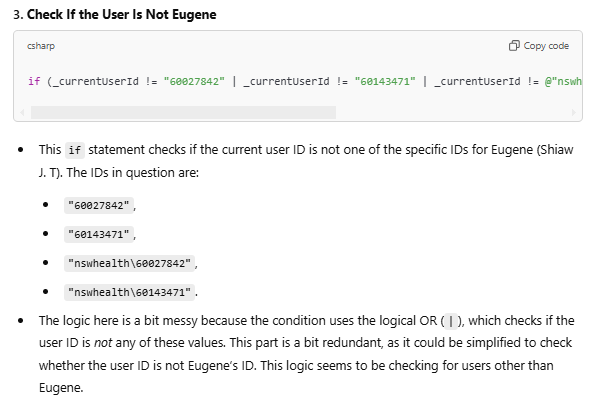 3. Check If the User Is Not Eugene
csharp
Copy code
if (_currentUserId != "60027842" | _currentUserId != "60143471" | _currentUserId != @"nswh
This if statement checks if the current user ID is not one of the specific IDs for Eugene (Shiaw
J. T). The IDs in question are:
"60027842",
"60143471",
"nswhealth\60027842",
"nswhealth\60143471".
The logic here is a bit messy because the condition uses the logical OR (|), which checks if the
user ID is not any of these values. This part is a bit redundant, as it could be simplified to check
whether the user ID is not Eugene's ID. This logic seems to be checking for users other than
Eugene.